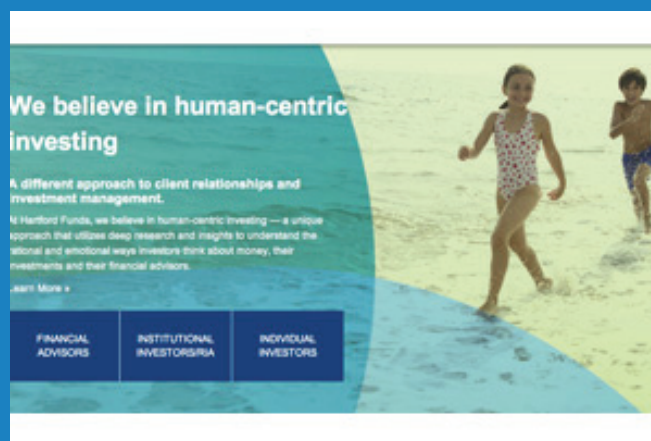 We believe in human-centric
investing
A different approach to client relationships and
investment management.
At Hartford Funds, we believe in human-centric investing — a unique
approach that utilizes deep research and insights to understand the
rational and emotional ways investors think about money, their
investments and their financial advisors.
Learn More »
FINANCIAL
ADVISORS
INSTITUTIONAL
INVESTORS/RIA
INDIVIDUAL
INVESTORS